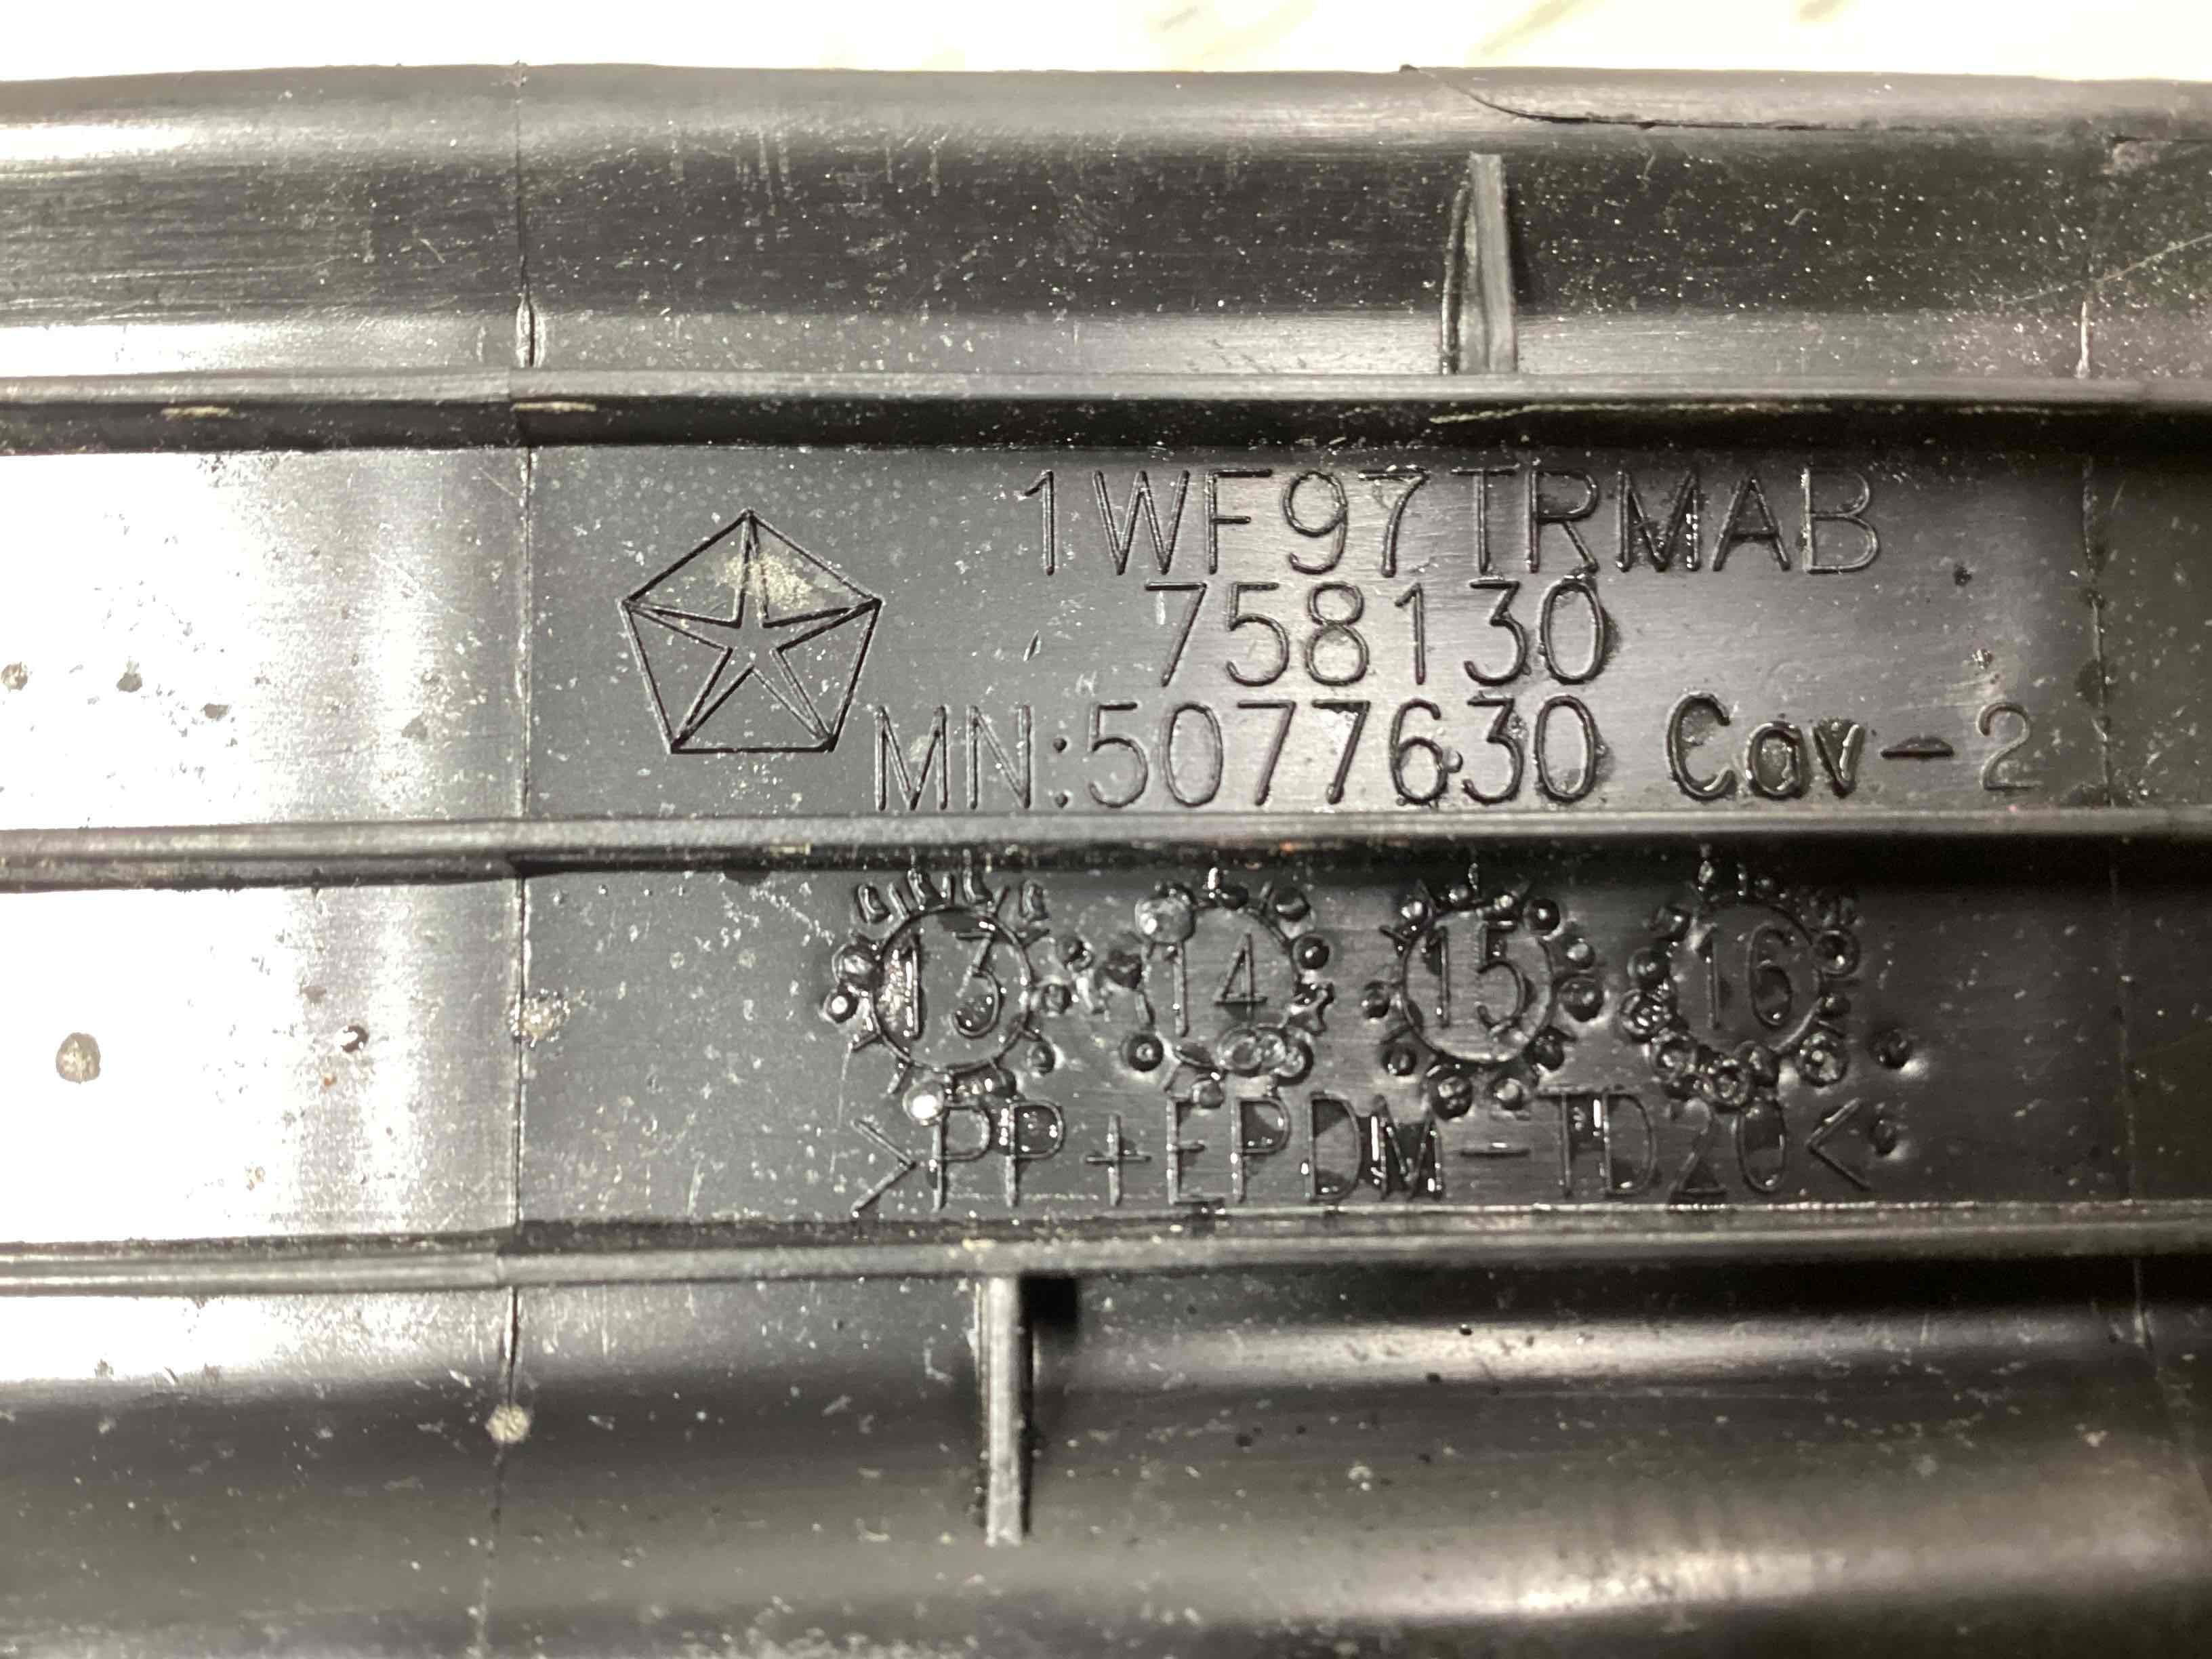 1WF97TRMAB
758130
MN:5077630 Cav-2
13 14 15 16
>PP+EPDM-TD20<